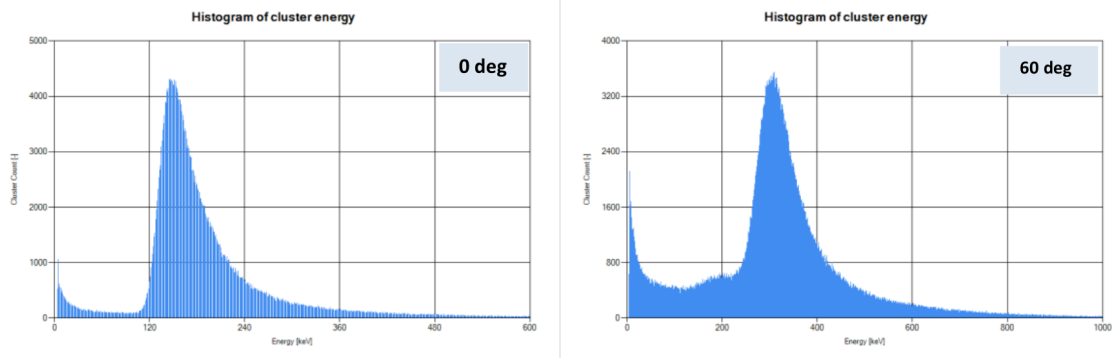 Histogram of cluster energy
0 deg
5000
4000
3000
2000
1000
0
Cluster Count [-]
0 120 240 360 480 600
Energy [keV]
Histogram of cluster energy
60 deg
4000
3200
2400
1600
800
0
Cluster Count [-]
0 200 400 600 800 1000
Energy [keV]